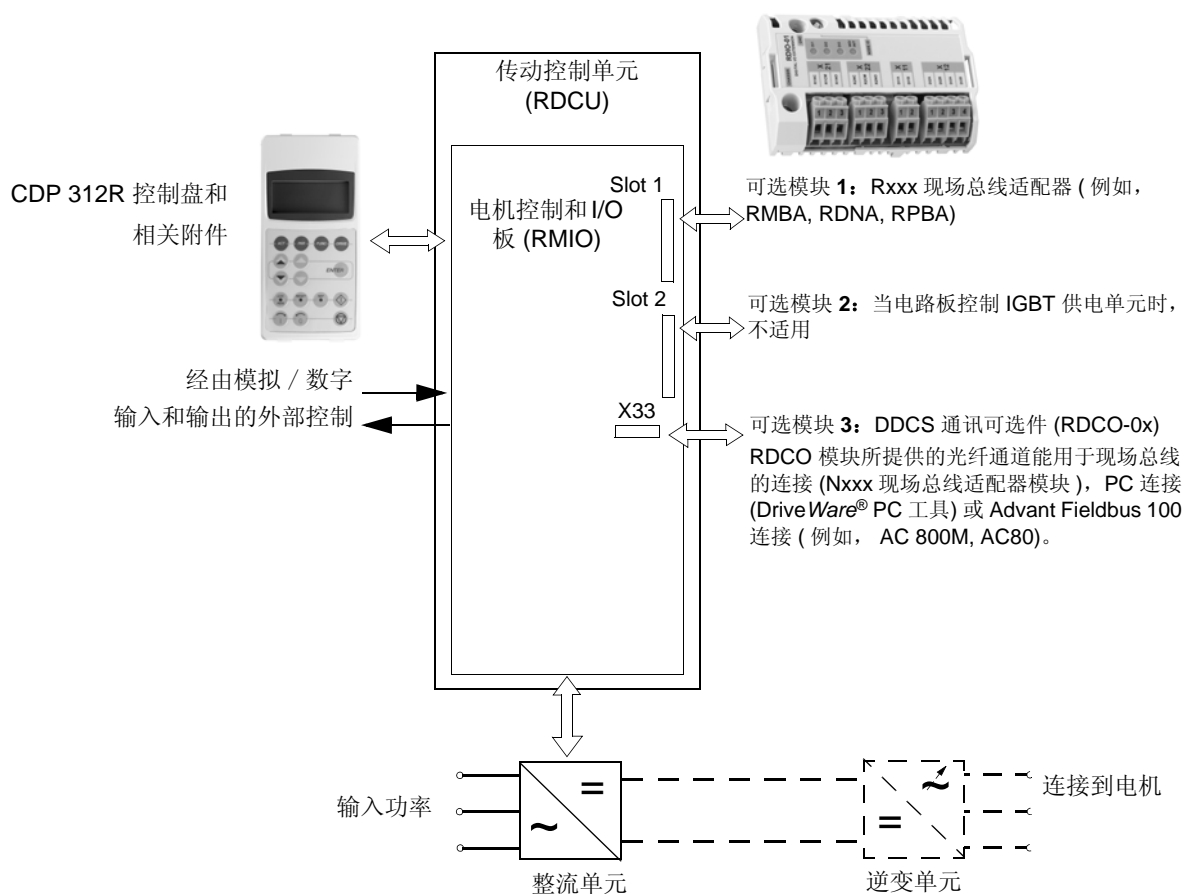 传动控制单元
(RDCU)
RDIO-01
X 21
X 22
X 11
X 12
CDP 312R 控制盘和
相关附件
ENTER
电机控制和 I/O
板 (RMIO)
Slot 1
可选模块 1：Rxxx 现场总线适配器 ( 例如，
RMBA, RDNA, RPBA)
Slot 2
可选模块 2：当电路板控制 IGBT 供电单元时，
不适用
经由模拟 / 数字
输入和输出的外部控制
X33
可选模块 3：DDCS 通讯可选件 (RDCO-0x)
RDCO 模块所提供的光纤通道能用于现场总线
的连接 (Nxxx 现场总线适配器模块 )，PC 连接
(DriveWare® PC 工具) 或 Advant Fieldbus 100
连接 ( 例如， AC 800M, AC80)。
输入功率
=
~
~
=
连接到电机
整流单元
逆变单元